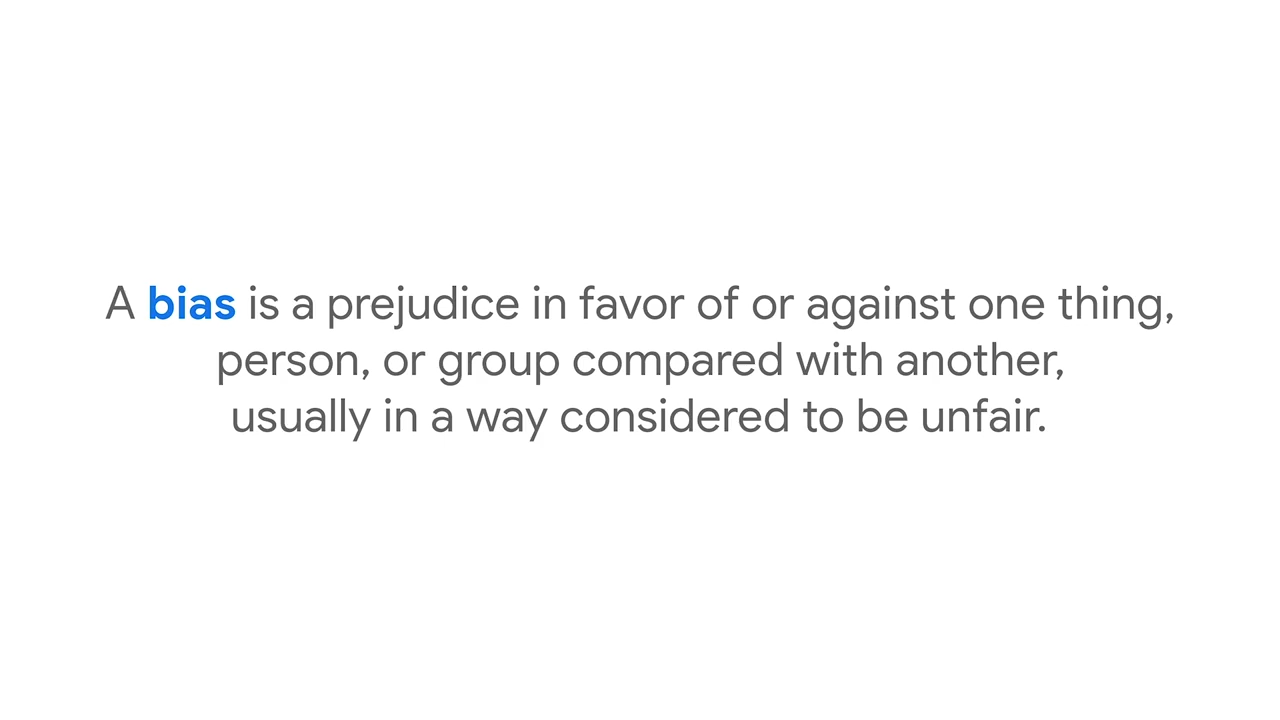 A bias is a prejudice in favor of or against one thing,
person, or group compared with another,
usually in a way considered to be unfair.